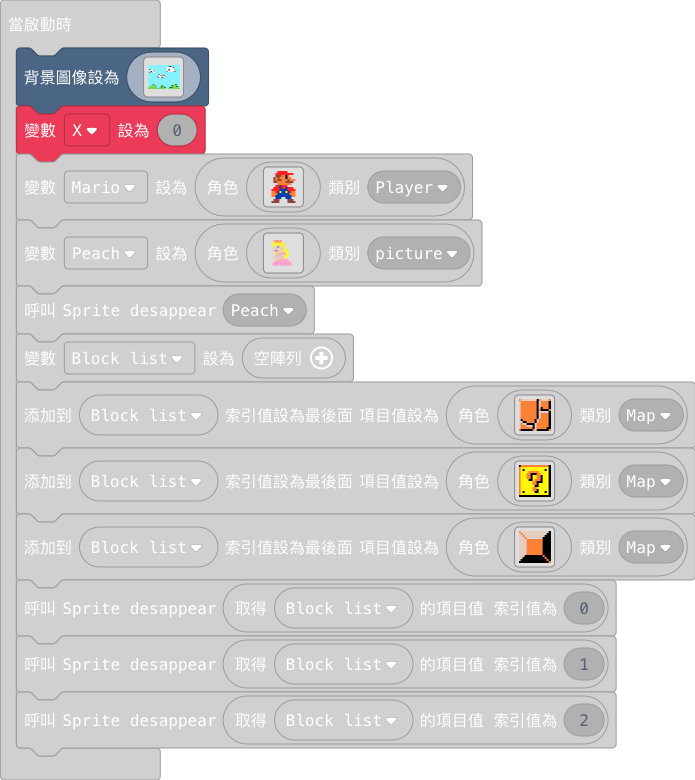 當啟動時
背景圖像設為
變數 X 設為 0
變數 Mario 設為 角色 類別 Player
變數 Peach 設為 角色 類別 picture
呼叫 Sprite desappear Peach
變數 Block list 設為 空陣列
添加到 Block list 索引值設為最後面 項目值設為 角色 類別 Map
添加到 Block list 索引值設為最後面 項目值設為 角色 ? 類別 Map
添加到 Block list 索引值設為最後面 項目值設為 角色 類別 Map
呼叫 Sprite desappear 取得 Block list 的項目值 索引值為 0
呼叫 Sprite desappear 取得 Block list 的項目值 索引值為 1
呼叫 Sprite desappear 取得 Block list 的項目值 索引值為 2